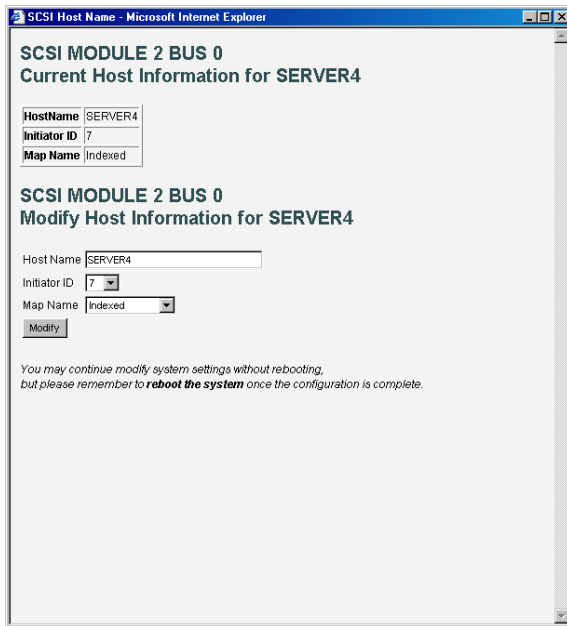 SCSI Host Name - Microsoft Internet Explorer
SCSI MODULE 2 BUS 0
Current Host Information for SERVER4
HostName SERVER4
Initiator ID 7
Map Name Indexed
SCSI MODULE 2 BUS 0
Modify Host Information for SERVER4
Host Name SERVER4
Initiator ID 7
Map Name Indexed
Modify
You may continue modify system settings without rebooting,
but please remember to reboot the system once the configuration is complete.